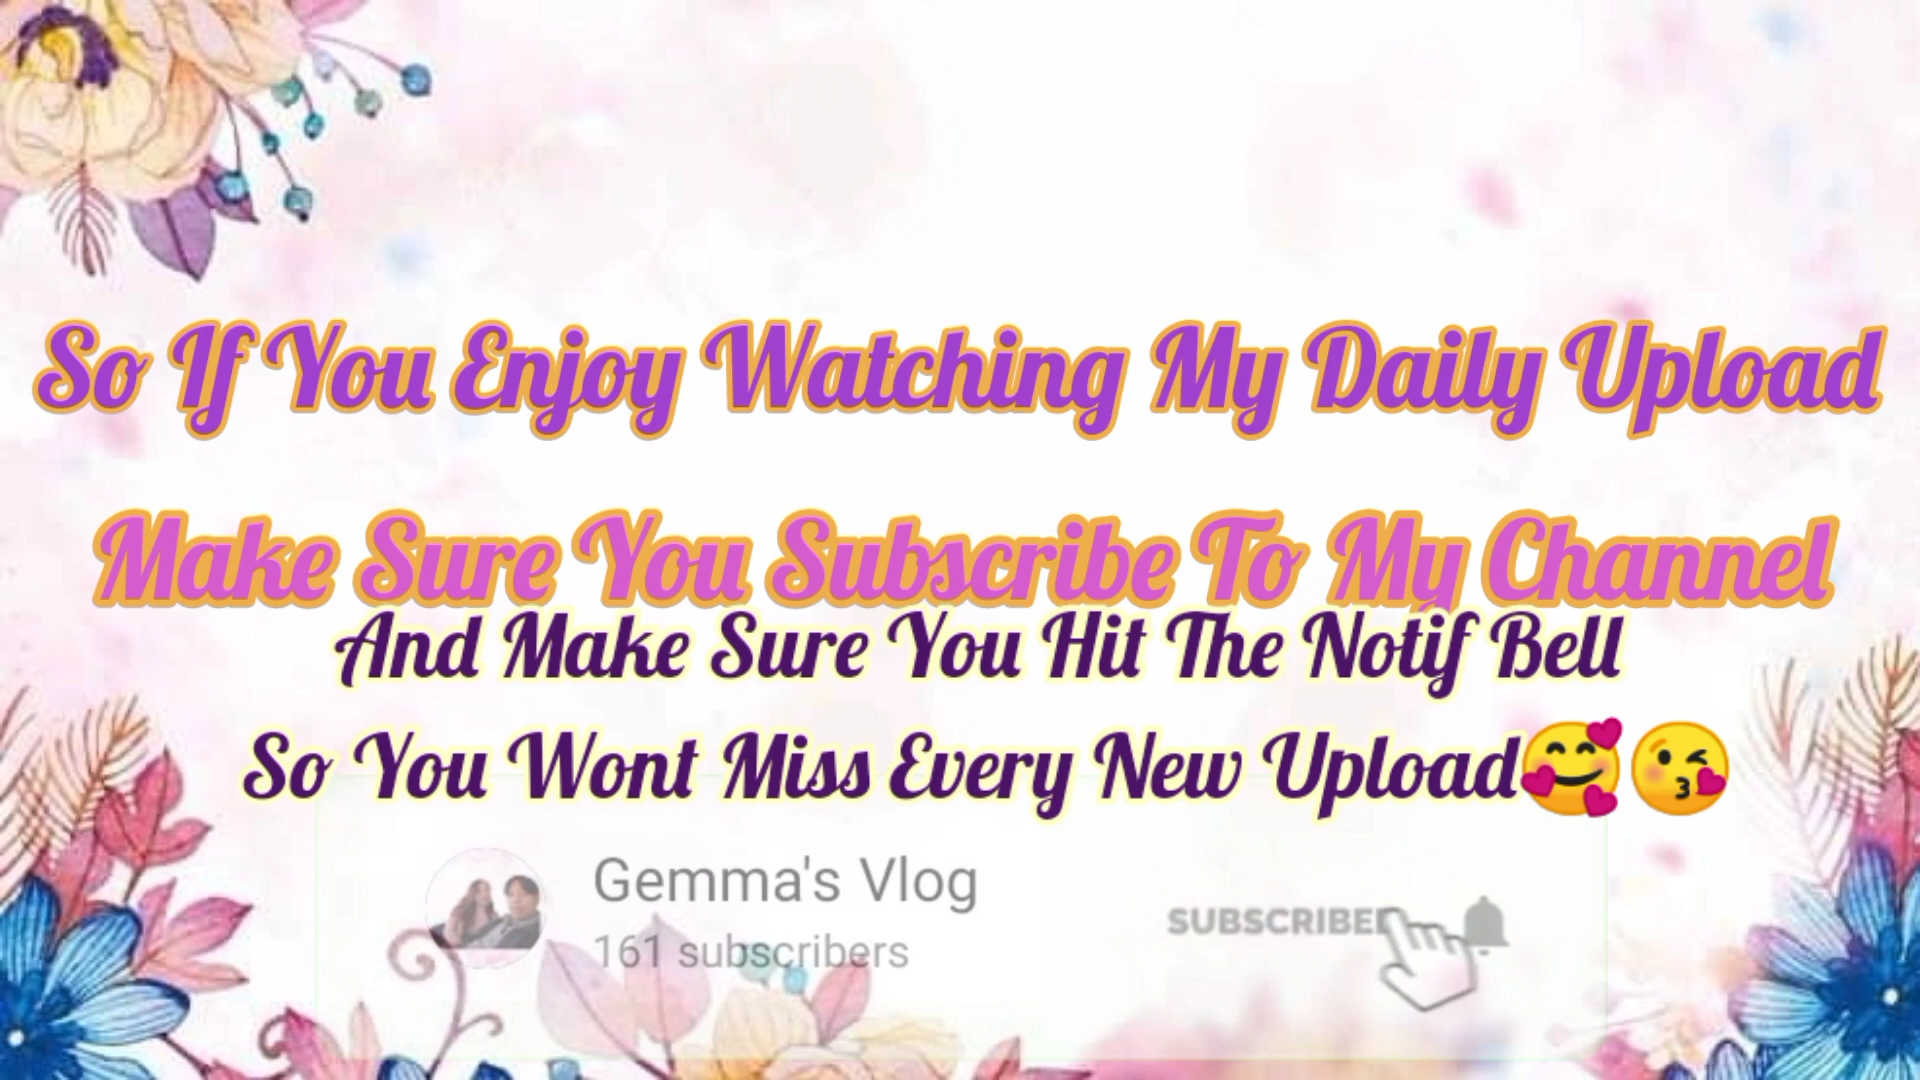 So If You Enjoy Watching My Daily Upload
Make Sure You Subscribe To My Channel
And Make Sure You Hit The Notif Bell
So You Wont Miss Every New Upload🥰😘
Gemma's Vlog
161 subscribers
SUBSCRIBED